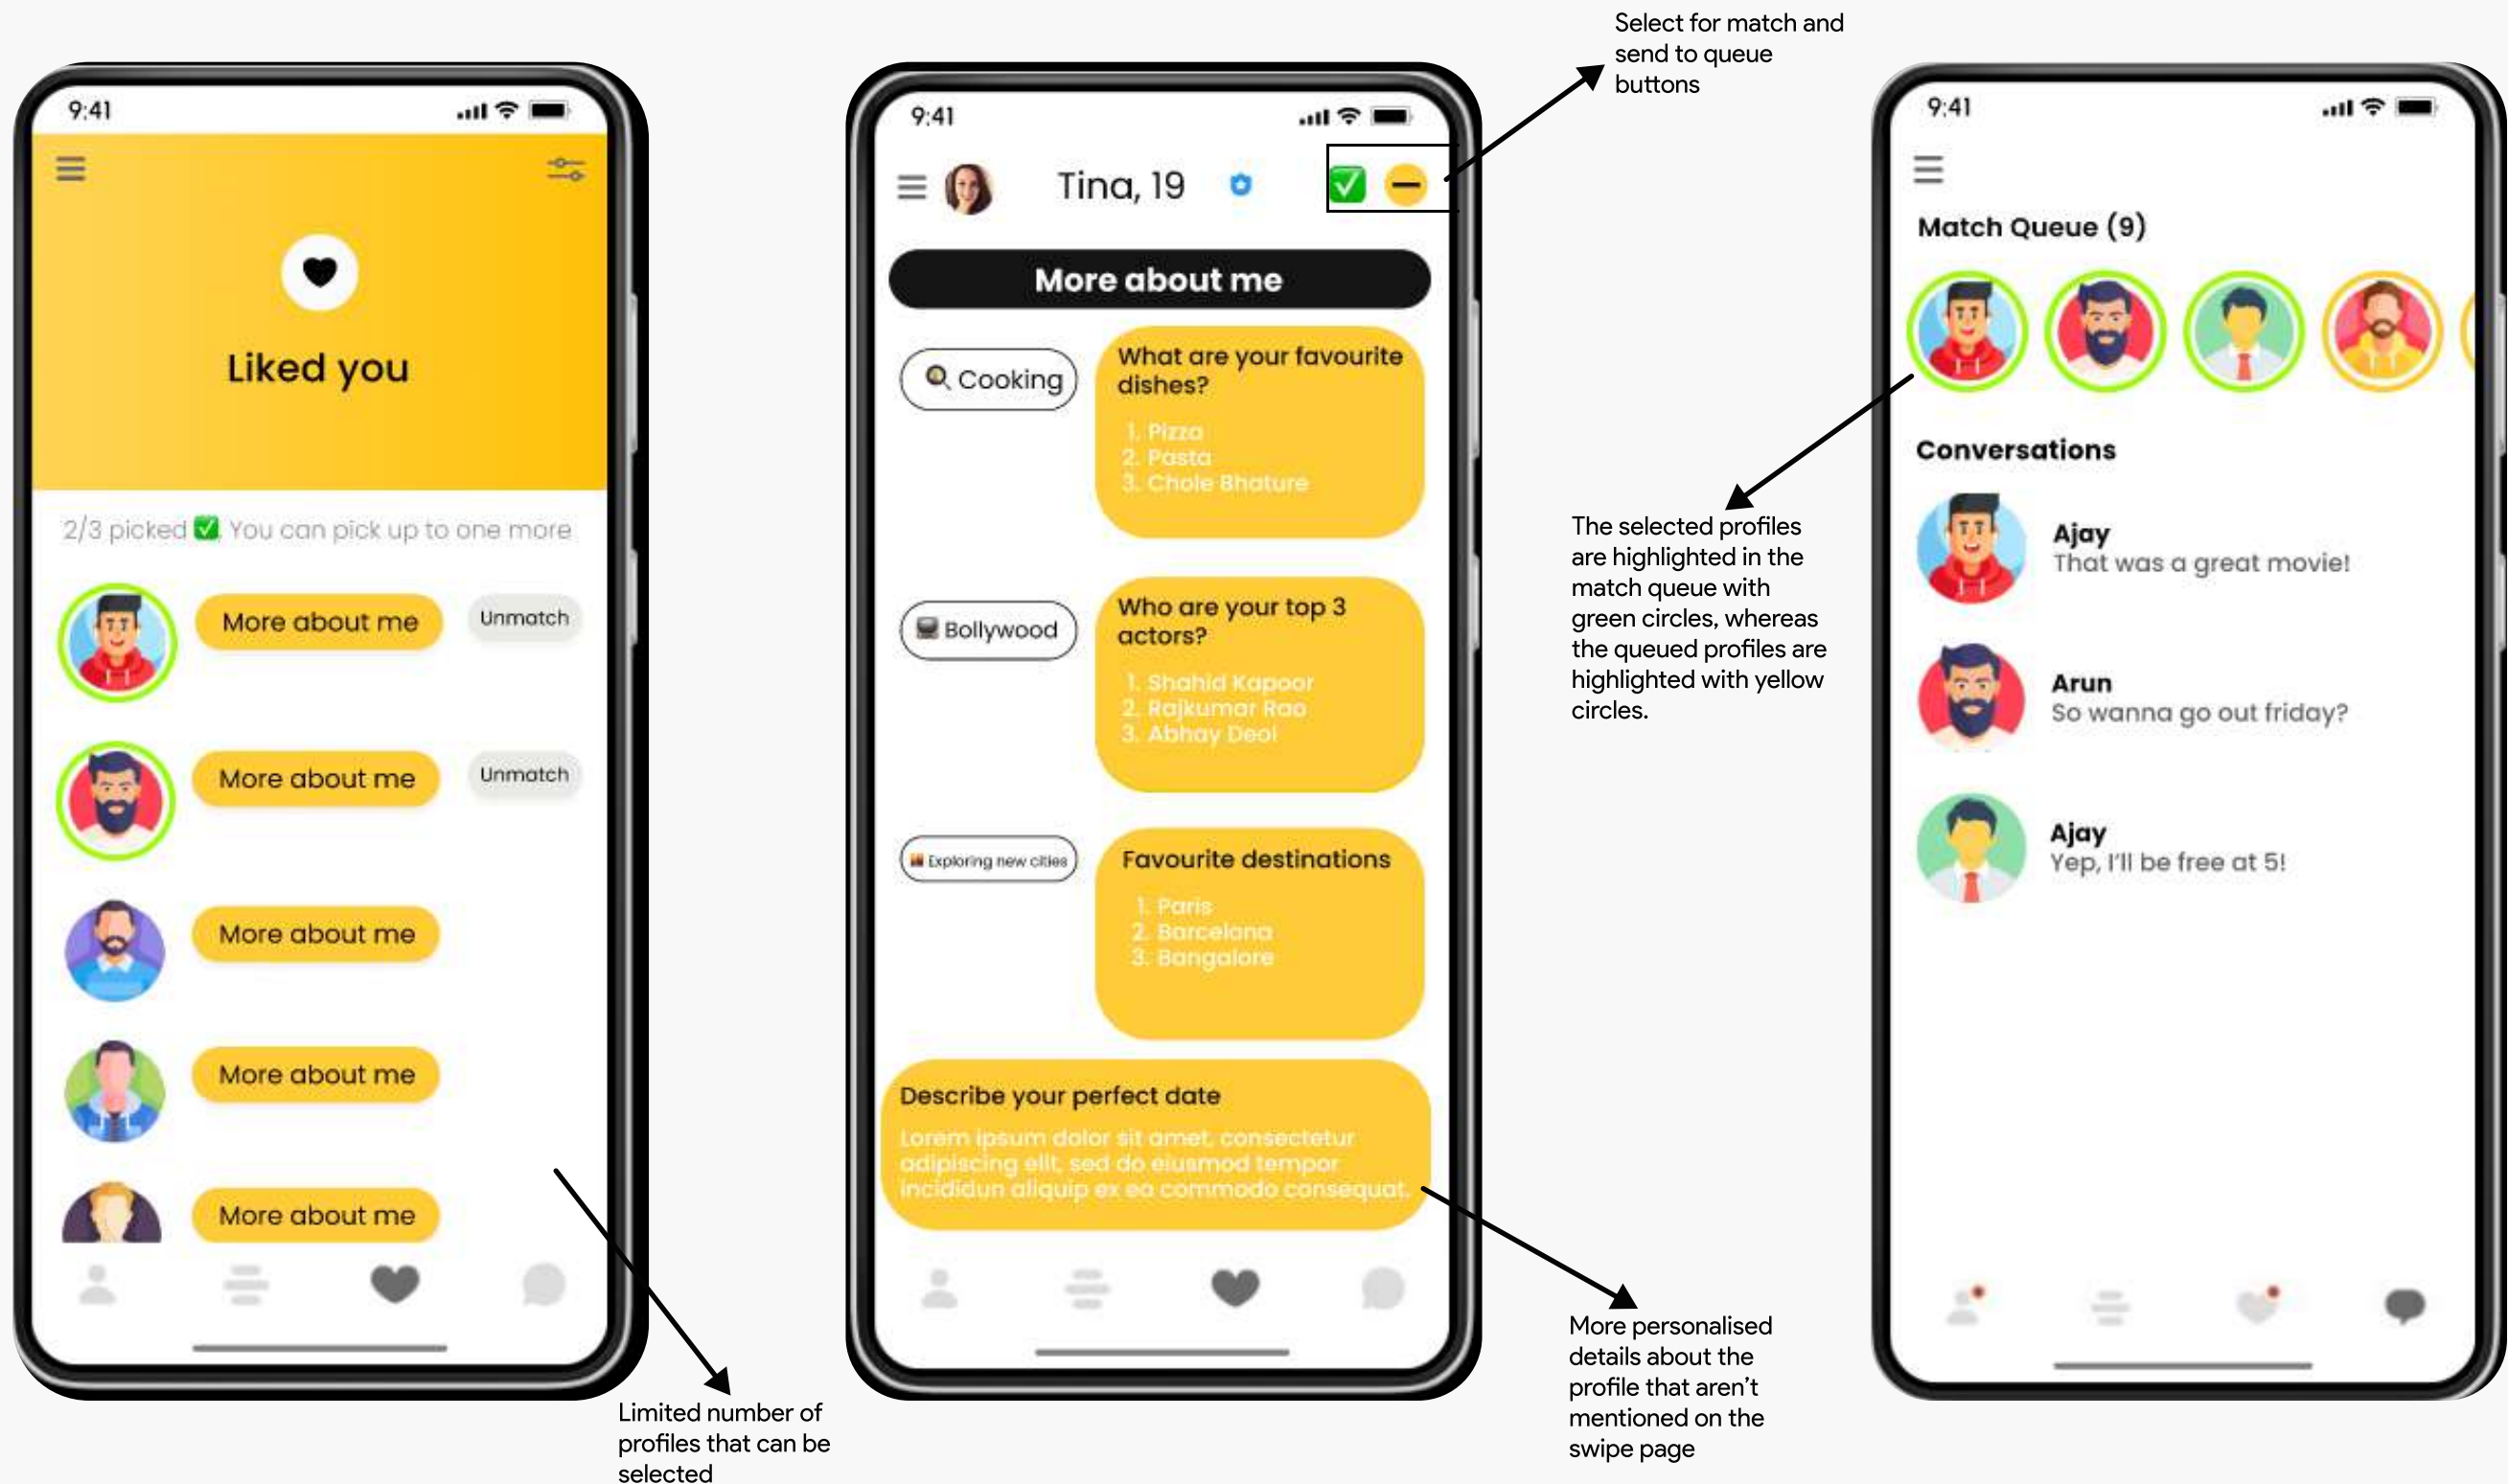 9:41
Liked you
2/3 picked ✅ You can pick up to one more
More about me
Unmatch
More about me
Unmatch
More about me
More about me
More about me
Limited number of
profiles that can be
selected
9:41
Tina, 19
More about me
Cooking
What are your favourite
dishes?
1. Pizza
2. Pasta
3. Chole Bhature
Bollywood
Who are your top 3
actors?
1. Shahid Kapoor
2. Rajkumar Rao
3. Abhay Deol
Exploring new cities
Favourite destinations
1. Paris
2. Barcelona
3. Bangalore
Describe your perfect date
Lorem ipsum dolor sit amet, consectetur
adipiscing elit, sed do eiusmod tempor
incididun aliquip ex ea commodo consequat.
Select for match and
send to queue
buttons
The selected profiles
are highlighted in the
match queue with
green circles, whereas
the queued profiles are
highlighted with yellow
circles.
More personalised
details about the
profile that aren't
mentioned on the
swipe page
9:41
Match Queue (9)
Conversations
Ajay
That was a great movie!
Arun
So wanna go out friday?
Ajay
Yep, I'll be free at 5!